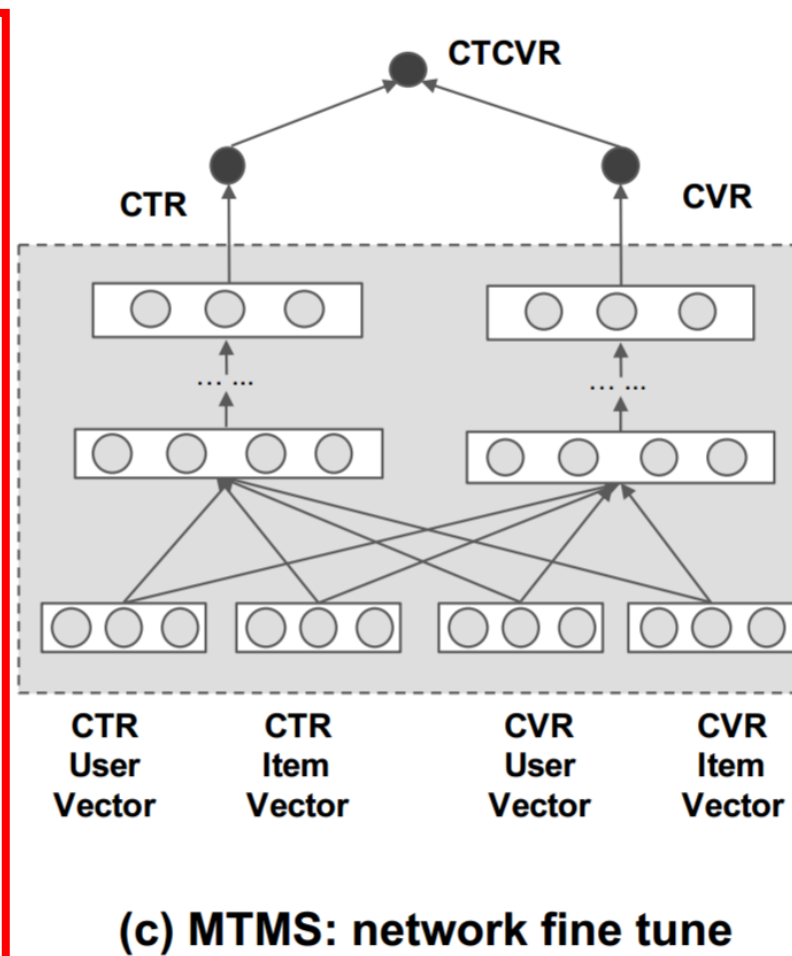 CTCVR
CTR
CVR
... ...
... ...
CTR User Vector
CTR Item Vector
CVR User Vector
CVR Item Vector
(c) MTMS: network fine tune